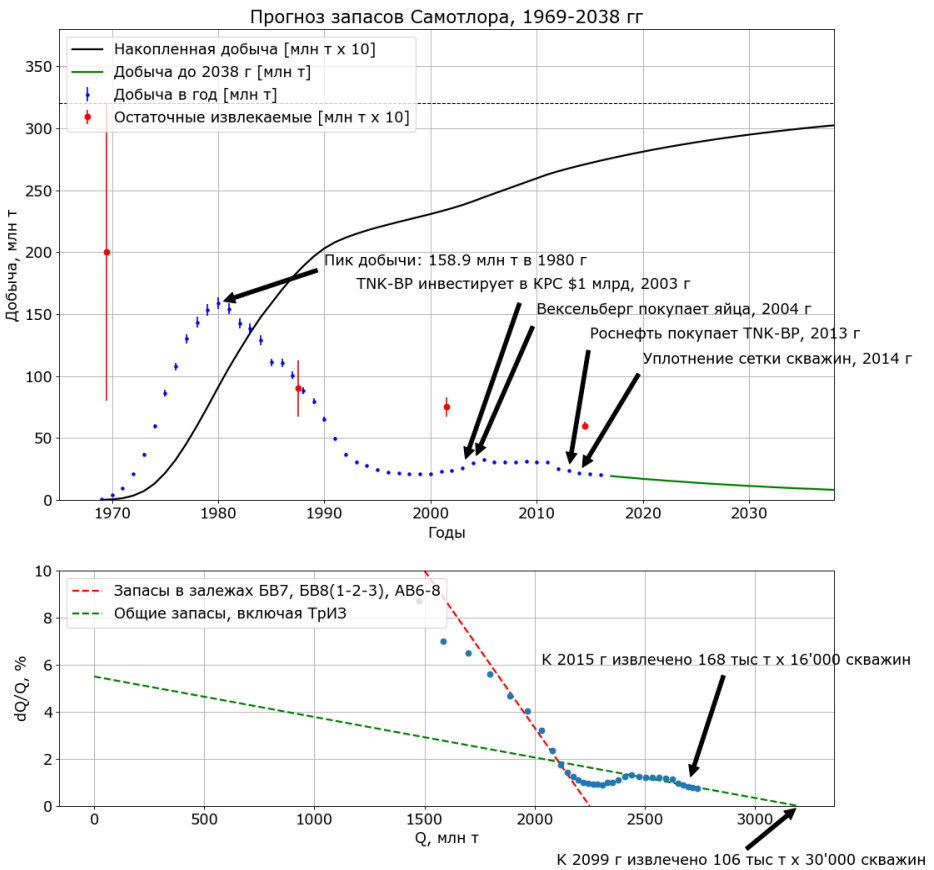 Прогноз запасов Самотлора, 1969-2038 гг
Накопленная добыча [млн т x 10]
Добыча до 2038 г [млн т]
Добыча в год [млн т]
Остаточные извлекаемые [млн т x 10]
350
300
250
200
150
100
50
0
Добыча, млн т
Пик добычи: 158.9 млн т в 1980 г
TNK-BP инвестирует в КРС $1 млрд, 2003 г
Вексельберг покупает яйца, 2004 г
Роснефть покупает TNK-BP, 2013 г
Уплотнение сетки скважин, 2014 г
1970 1980 1990 2000 2010 2020 2030
Годы
Запасы в залежах БВ7, БВ8(1-2-3), АВ6-8
Общие запасы, включая ТрИЗ
10
8
6
4
2
0
dQ/Q, %
К 2015 г извлечено 168 тыс т x 16'000 скважин
0 500 1000 1500 2000 2500 3000
Q, млн т
К 2099 г извлечено 106 тыс т x 30'000 скважин